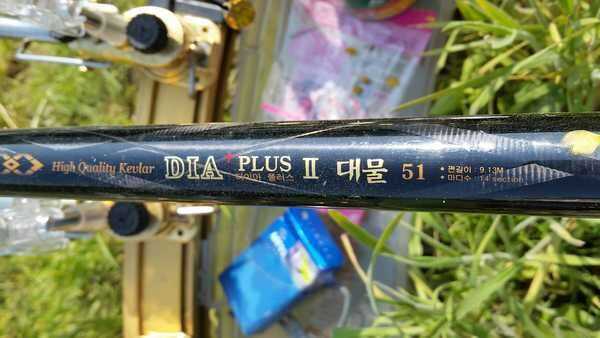 High Quality Kevlar DIA PLUS II 대물 51
다이아 플러스
• 편길이 : 9.13M
• 마디수 : 14 section